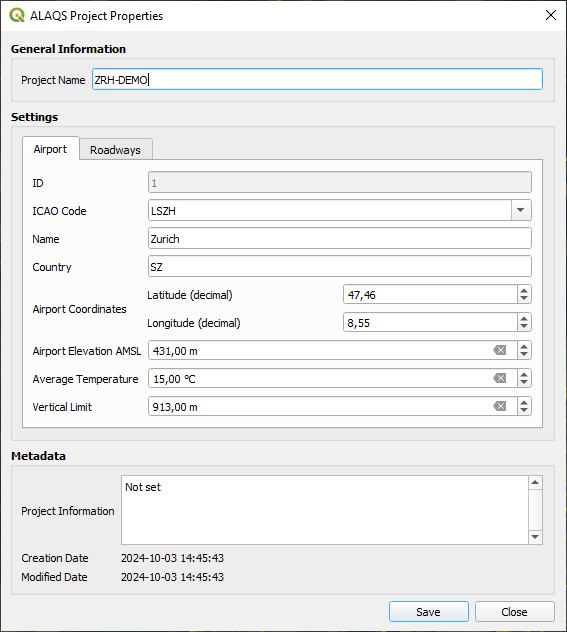 ALAQS Project Properties
General Information
Project Name ZRH-DEMO
Settings
Airport Roadways
ID 1
ICAO Code LSZH
Name Zurich
Country SZ
Airport Coordinates
Latitude (decimal) 47,46
Longitude (decimal) 8,55
Airport Elevation AMSL 431,00 m
Average Temperature 15,00 °C
Vertical Limit 913,00 m
Metadata
Project Information Not set
Creation Date 2024-10-03 14:45:43
Modified Date 2024-10-03 14:45:43
Save Close